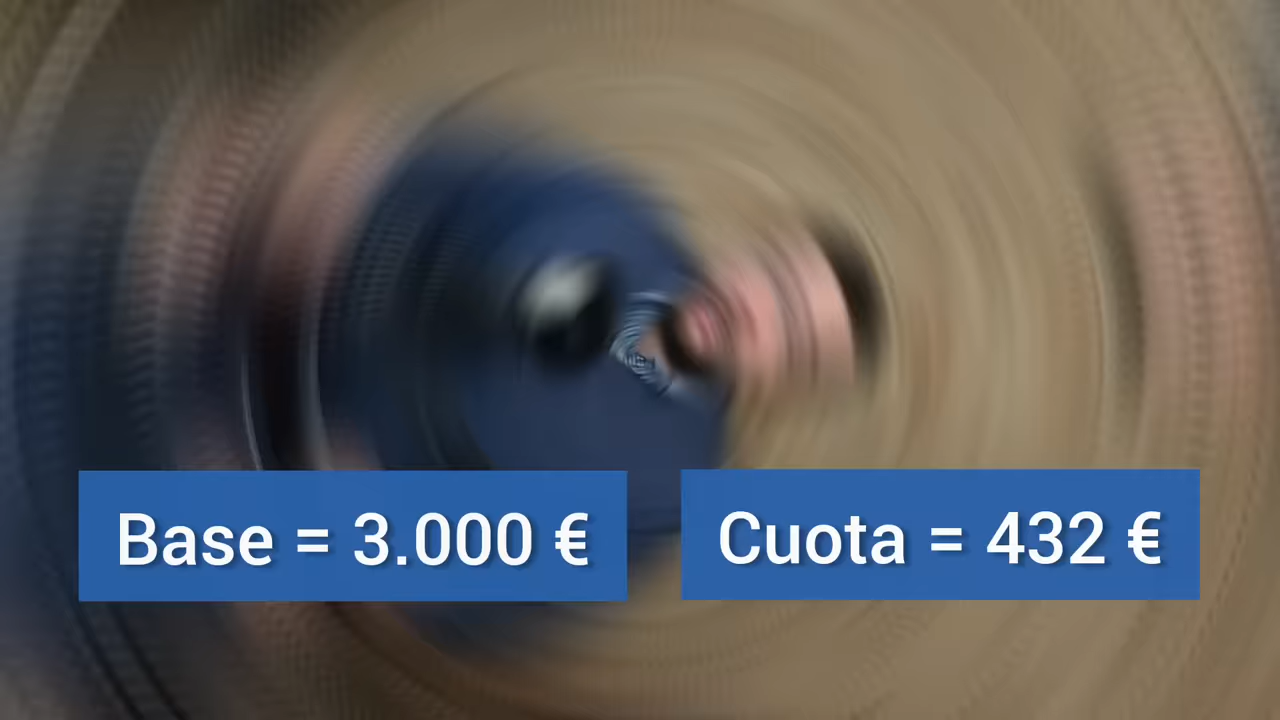 Base = 3.000 €
Cuota = 432 €